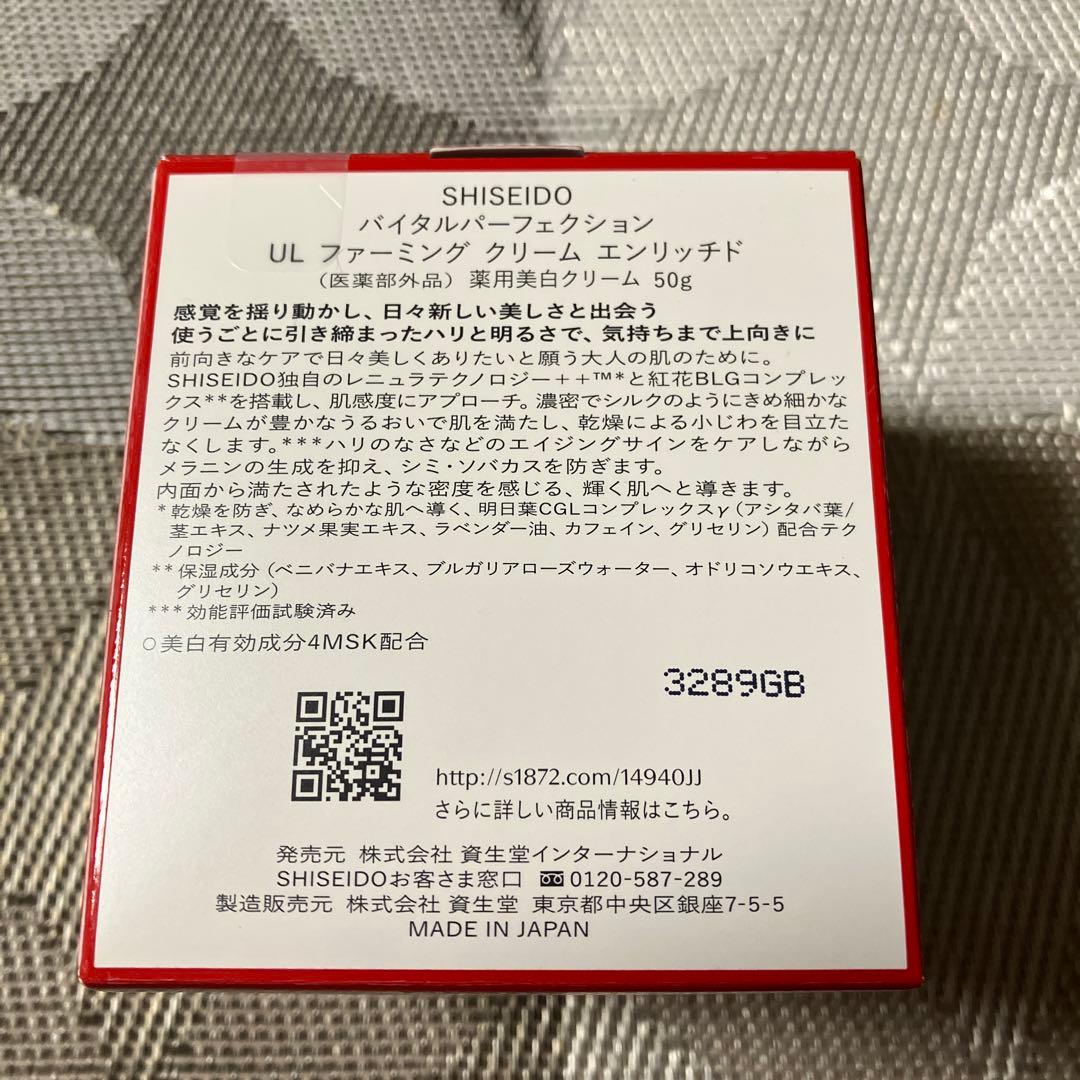 SHISEIDO
バイタルパーフェクション
UL ファーミング クリーム エンリッチド
(医薬部外品) 薬用美白クリーム 50g
感覚を揺り動かし、日々新しい美しさと出会う
使うごとに引き締まったハリと明るさで、気持ちまで上向きに
前向きなケアで日々美しくありたいと願う大人の肌のために。
SHISEIDO独自のレニュラテクノロジー++™*と紅花BLGコンプレッ
クス**を搭載し、肌感度にアプローチ。濃密でシルクのようにきめ細かな
クリームが豊かなうるおいで肌を満たし、乾燥による小じわを目立た
なくします。***ハリのなさなどのエイジングサインをケアしながら
メラニンの生成を抑え、シミ・ソバカスを防ぎます。
内面から満たされたような密度を感じる、輝く肌へと導きます。
*乾燥を防ぎ、なめらかな肌へ導く、明日葉CGLコンプレックスγ(アシタバ葉/
茎エキス、ナツメ果実エキス、ラベンダー油、カフェイン、グリセリン)配合テク
ノロジー
**保湿成分(ベニバナエキス、ブルガリアローズウォーター、オドリコソウエキス、
グリセリン)
***効能評価試験済み
○美白有効成分4MSK配合
3289GB
http://s1872.com/14940JJ
さらに詳しい商品情報はこちら。
発売元 株式会社 資生堂インターナショナル
SHISEIDOお客さま窓口 0120-587-289
製造販売元 株式会社 資生堂 東京都中央区銀座7-5-5
MADE IN JAPAN